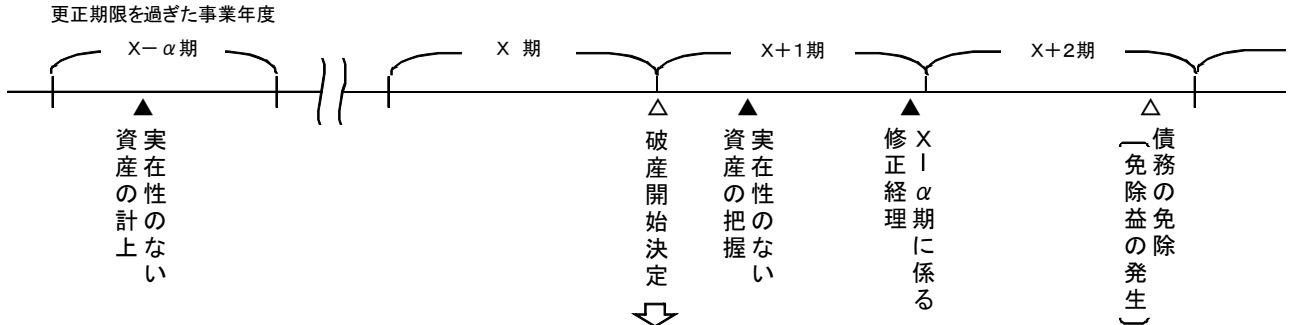 更正期限を過ぎた事業年度
X－α期
X 期
X＋1期
X＋2期
実在性のない
資産の計上
破産開始決定
実在性のない
資産の把握
X－α期に係る
修正経理
債務の免除
（免除益の発生）